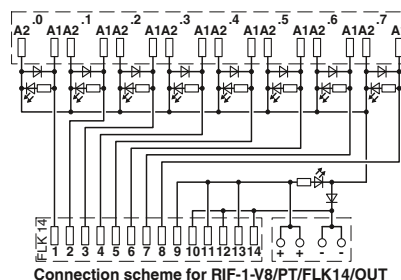 .0 .1 .2 .3 .4 .5 .6 .7
A2 A1 A2 A1 A2 A1 A2 A1 A2 A1 A2 A1 A2 A1 A2 A1
FLK 14
1 2 3 4 5 6 7 8 9 10 11 12 13 14
+ + - -
Connection scheme for RIF-1-V8/PT/FLK14/OUT